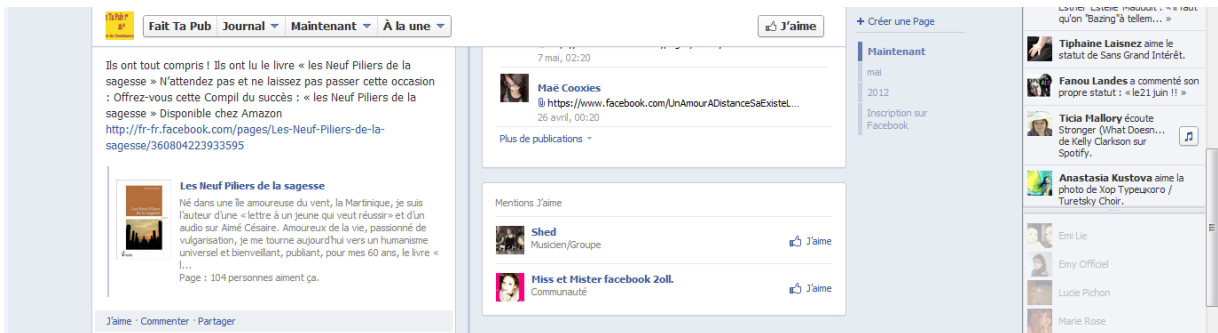 Fait Ta Pub
Journal
Maintenant
À la une
J'aime
Ils ont tout compris ! Ils ont lu le livre « les Neuf Piliers de la
sagesse » N'attendez pas et ne laissez pas passer cette occasion
: Offrez-vous cette Compil du succès : « les Neuf Piliers de la
sagesse » Disponible chez Amazon
http://fr-fr.facebook.com/pages/Les-Neuf-Piliers-de-la-
sagesse/360804223933595
Les Neuf Piliers de la sagesse
Né dans une île amoureuse du vent, la Martinique, je suis
l'auteur d'une «lettre à un jeune qui veut réussir» et d'un
audio sur Aimé Césaire. Amoureux de la vie, passionné de
vulgarisation, je me tourne aujourd'hui vers un humanisme
universel et bienveillant, publiant, pour mes 60 ans, le livre «
l...
Page : 104 personnes aiment ça.
J'aime · Commenter · Partager
7 mai, 02:20
Maë Cooxies
https://www.facebook.com/UnAmourADistanceSaExisteL...
26 avril, 00:20
Plus de publications
Mentions J'aime
Shed
Musicien/Groupe
J'aime
Miss et Mister facebook 2oll.
Communauté
J'aime
+ Créer une Page
Maintenant
mai
2012
Inscription sur
Facebook
qu'on "Bazing"à tellem... »
Tiphaine Laisnez aime le
statut de Sans Grand Intérêt.
Fanou Landes a commenté son
propre statut : «le21 juin !! »
Ticia Mallory écoute
Stronger (What Doesn...
de Kelly Clarkson sur
Spotify.
Anastasia Kustova aime la
photo de Хор Турецкого /
Turetsky Choir.
Emi Lie
Emy Officiel
Lucie Pichon
Marie Rose